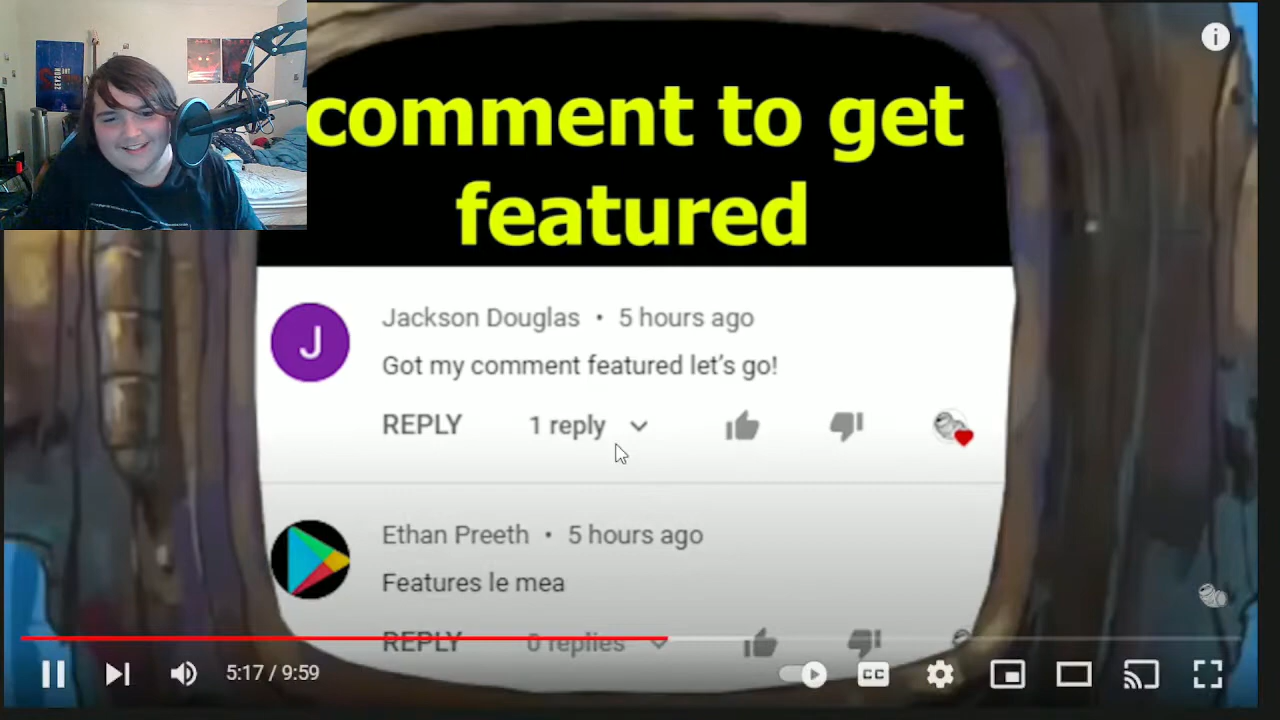 comment to get
featured
Jackson Douglas • 5 hours ago
J
Got my comment featured let's go!
REPLY 1 reply
Ethan Preeth • 5 hours ago
Features le mea
REPLY 0 replies
5:17 / 9:59
CC